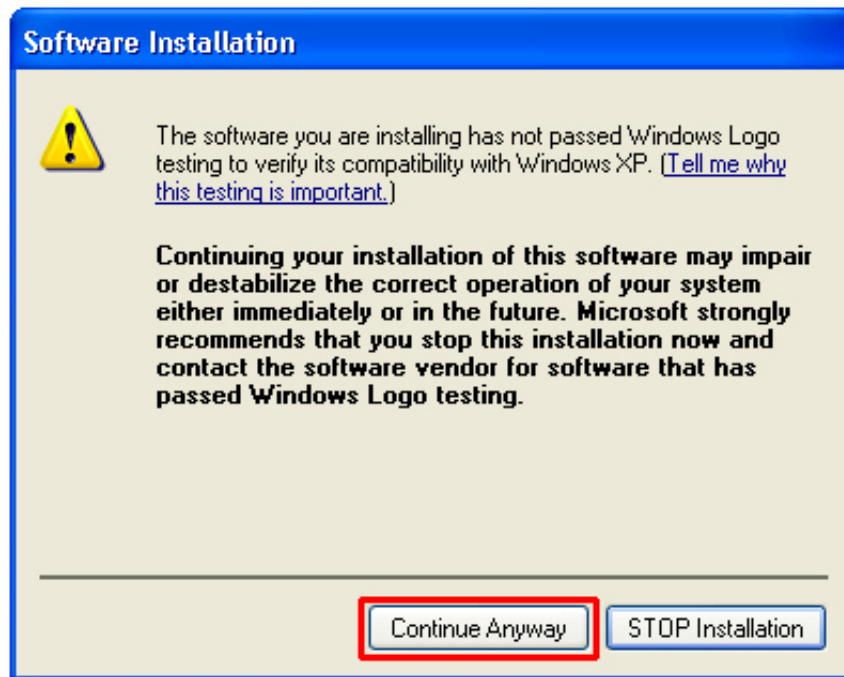 Software Installation
The software you are installing has not passed Windows Logo
testing to verify its compatibility with Windows XP. (Tell me why
this testing is important.)
Continuing your installation of this software may impair
or destabilize the correct operation of your system
either immediately or in the future. Microsoft strongly
recommends that you stop this installation now and
contact the software vendor for software that has
passed Windows Logo testing.
Continue Anyway
STOP Installation